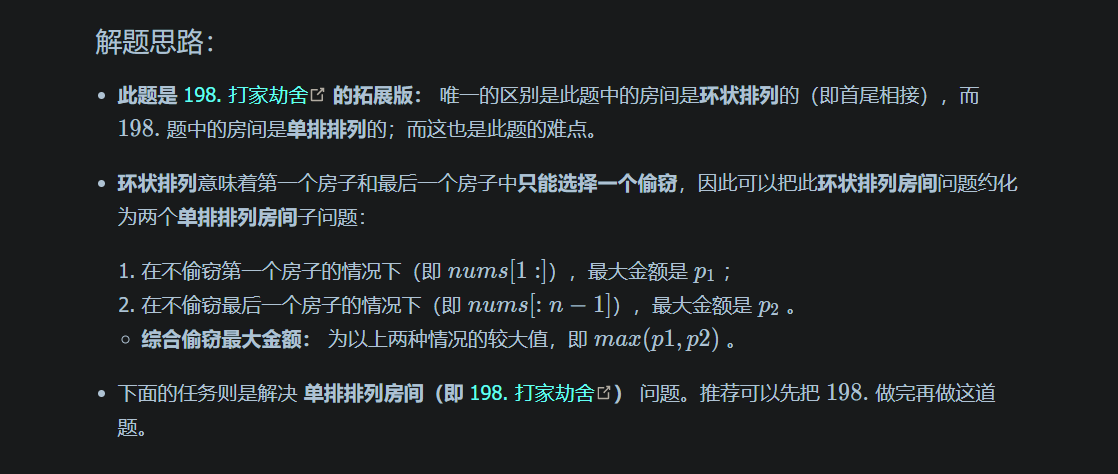 解题思路：
• 此题是 198. 打家劫舍 的拓展版： 唯一的区别是此题中的房间是环状排列的（即首尾相接），而
198. 题中的房间是单排排列的；而这也是此题的难点。
• 环状排列意味着第一个房子和最后一个房子中只能选择一个偷窃，因此可以把此环状排列房间问题约化
为两个单排排列房间子问题：
1. 在不偷窃第一个房子的情况下（即 nums[1 :]），最大金额是 p₁ ；
2. 在不偷窃最后一个房子的情况下（即 nums[: n − 1]），最大金额是 p₂ 。
◦ 综合偷窃最大金额： 为以上两种情况的较大值，即 max(p1, p2) 。
• 下面的任务则是解决 单排排列房间（即 198. 打家劫舍） 问题。推荐可以先把 198. 做完再做这道
题。